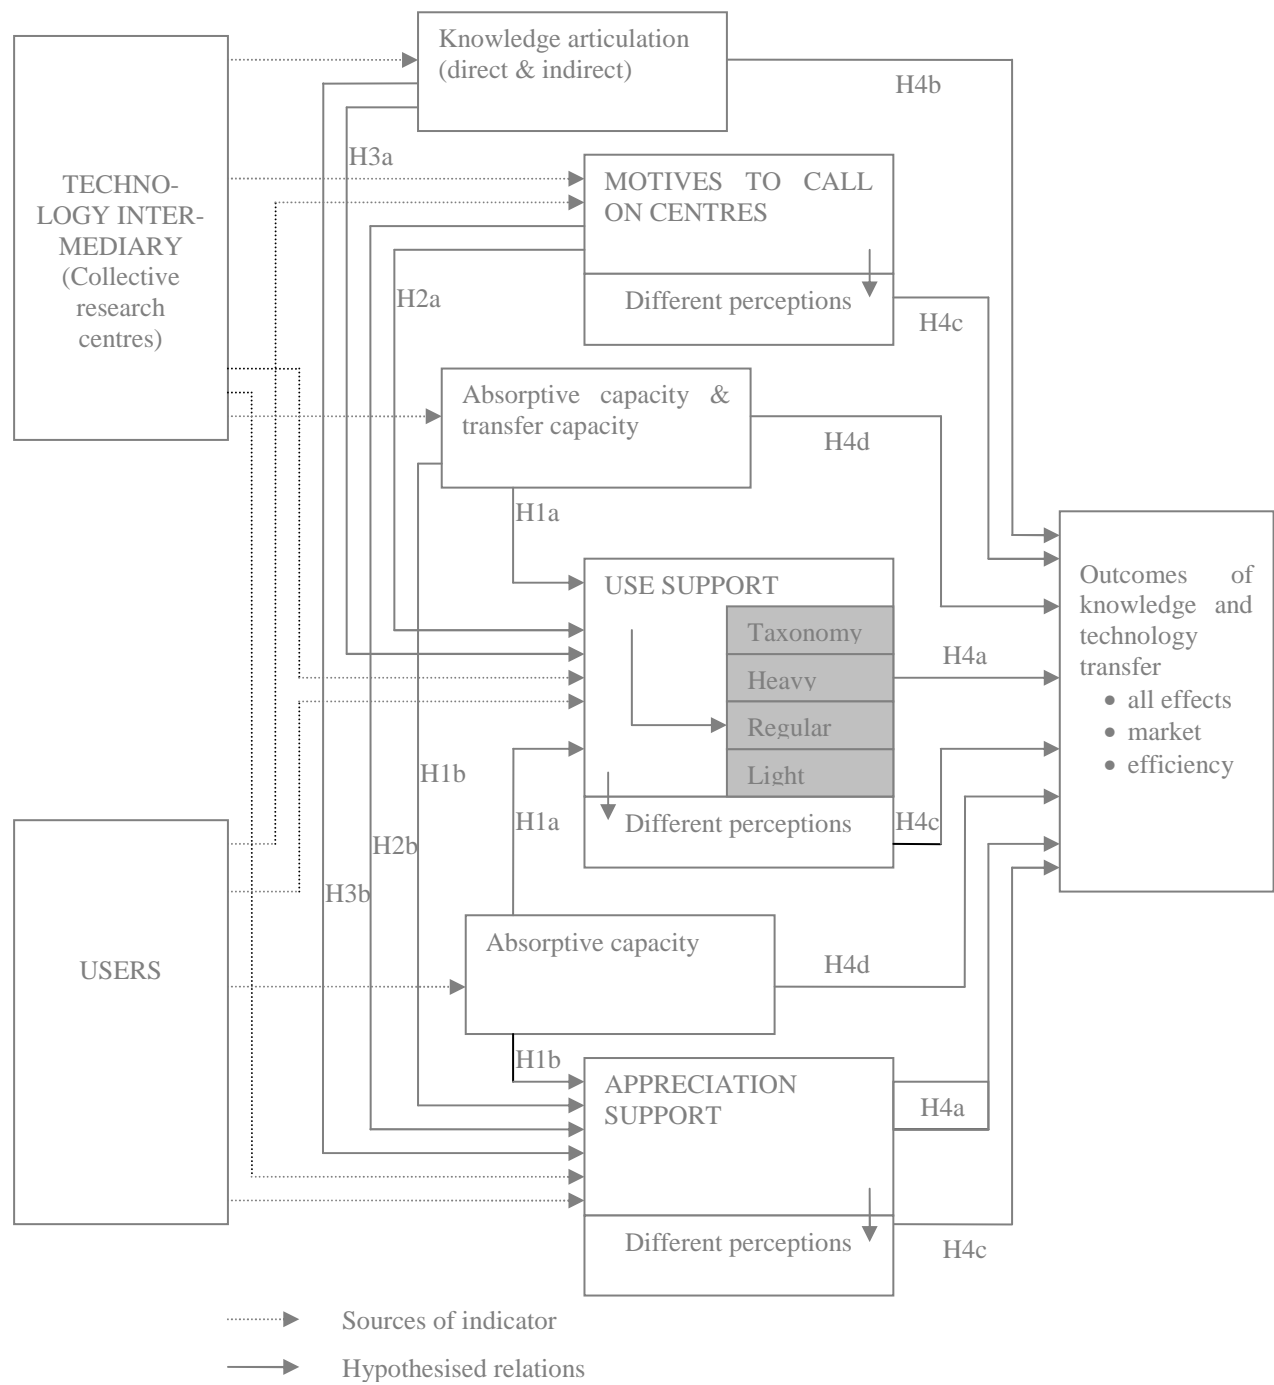 Knowledge articulation
(direct & indirect)
H4b
TECHNO-
LOGY INTER-
MEDIARY
(Collective
research
centres)
H3a
MOTIVES TO CALL
ON CENTRES
H2a
Different perceptions
H4c
Absorptive capacity &
transfer capacity
H4d
H1a
Outcomes of
knowledge and
technology
transfer
• all effects
• market
• efficiency
USE SUPPORT
Taxonomy
Heavy
Regular
Light
H4a
H1b
H1a
Different perceptions
H4c
H2b
H3b
USERS
Absorptive capacity
H4d
H1b
APPRECIATION
SUPPORT
H4a
Different perceptions
H4c
Sources of indicator
Hypothesised relations